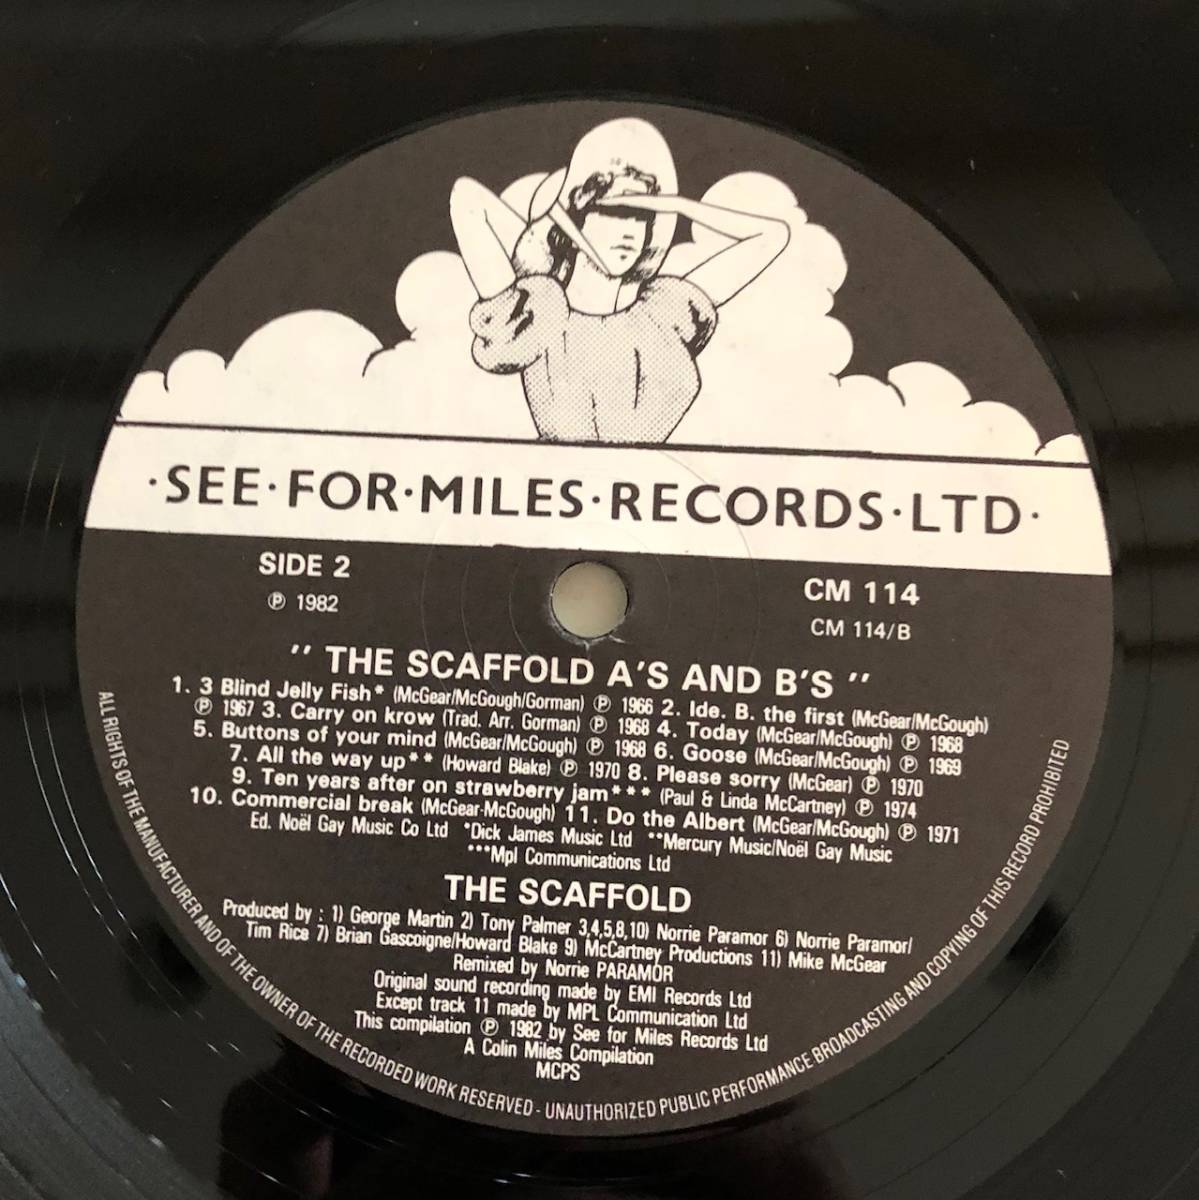 ·SEE·FOR·MILES·RECORDS·LTD·
SIDE 2
Ⓟ 1982
CM 114
CM 114/B
'' THE SCAFFOLD A'S AND B'S ''
1. 3 Blind Jelly Fish* (McGear/McGough/Gorman) Ⓟ 1966 2. Ide. B. the first (McGear/McGough)
Ⓟ 1967 3. Carry on krow (Trad. Arr. Gorman) Ⓟ 1968 4. Today (McGear/McGough) Ⓟ 1968
5. Buttons of your mind (McGear/McGough) Ⓟ 1968 6. Goose (McGear/McGough) Ⓟ 1969
7. All the way up** (Howard Blake) Ⓟ 1970 8. Please sorry (McGear) Ⓟ 1970
9. Ten years after on strawberry jam*** (Paul & Linda McCartney) Ⓟ 1974
10. Commercial break (McGear-McGough) 11. Do the Albert (McGear/McGough) Ⓟ 1971
Ed. Noël Gay Music Co Ltd *Dick James Music Ltd **Mercury Music/Noël Gay Music
***Mpl Communications Ltd
THE SCAFFOLD
Produced by : 1) George Martin 2) Tony Palmer 3,4,5,8,10) Norrie Paramor 6) Norrie Paramor/
Tim Rice 7) Brian Gascoigne/Howard Blake 9) McCartney Productions 11) Mike McGear
Remixed by Norrie PARAMOR
Original sound recording made by EMI Records Ltd
Except track 11 made by MPL Communication Ltd
This compilation Ⓟ 1982 by See for Miles Records Ltd
A Colin Miles Compilation
MCPS
ALL RIGHTS OF THE MANUFACTURER AND OF THE OWNER OF THE RECORDED WORK RESERVED - UNAUTHORIZED PUBLIC PERFORMANCE BROADCASTING AND COPYING OF THIS RECORD PROHIBITED